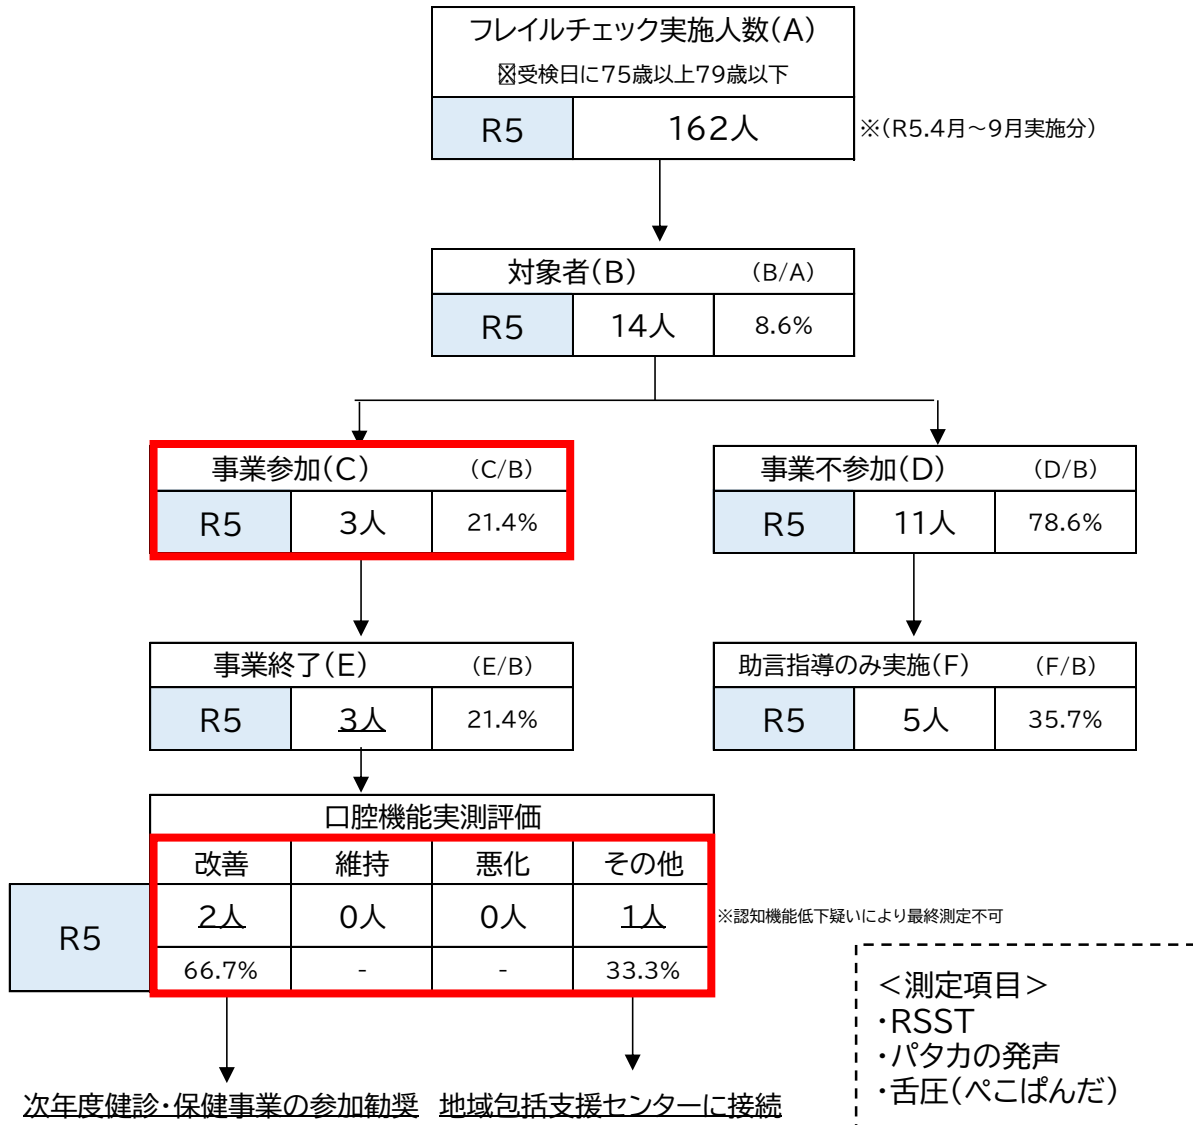 フレイルチェック実施人数(A)
※受検日に75歳以上79歳以下
R5 162人 ※(R5.4月～9月実施分)
対象者(B) (B/A)
R5 14人 8.6%
事業参加(C) (C/B)
R5 3人 21.4%
事業不参加(D) (D/B)
R5 11人 78.6%
事業終了(E) (E/B)
R5 3人 21.4%
助言指導のみ実施(F) (F/B)
R5 5人 35.7%
口腔機能実測評価
改善 維持 悪化 その他
R5 2人 0人 0人 1人 ※認知機能低下疑いにより最終測定不可
66.7% - - 33.3%
次年度健診・保健事業の参加勧奨
地域包括支援センターに接続
＜測定項目＞
・RSST
・パタカの発声
・舌圧(ぺこぱんだ)